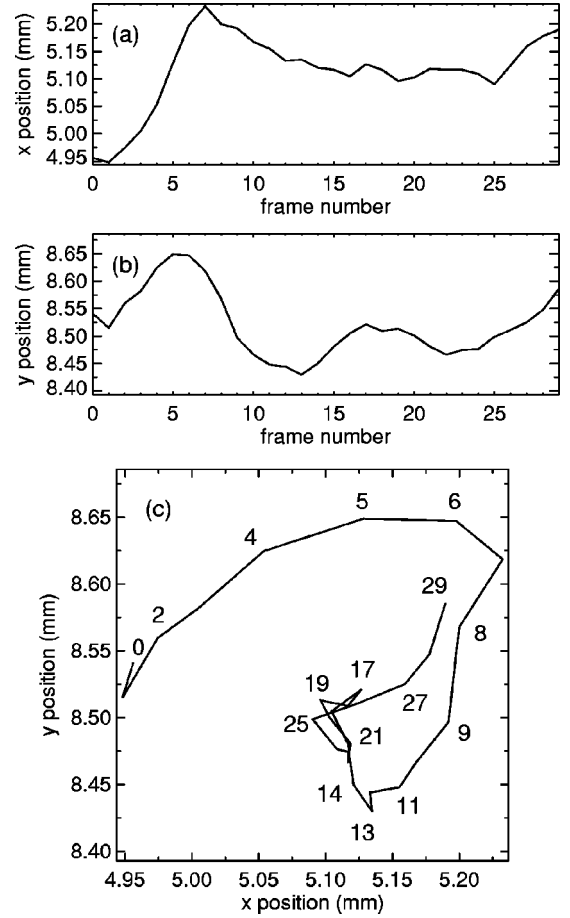 (a)
x position (mm)
5.20
5.15
5.10
5.05
5.00
4.95
0 5 10 15 20 25
frame number
(b)
y position (mm)
8.65
8.60
8.55
8.50
8.45
8.40
0 5 10 15 20 25
frame number
(c)
y position (mm)
8.65
8.60
8.55
8.50
8.45
8.40
5 6
4
2
0
29
8
17
19
27
25
21
9
14
11
13
4.95 5.00 5.05 5.10 5.15 5.20
x position (mm)